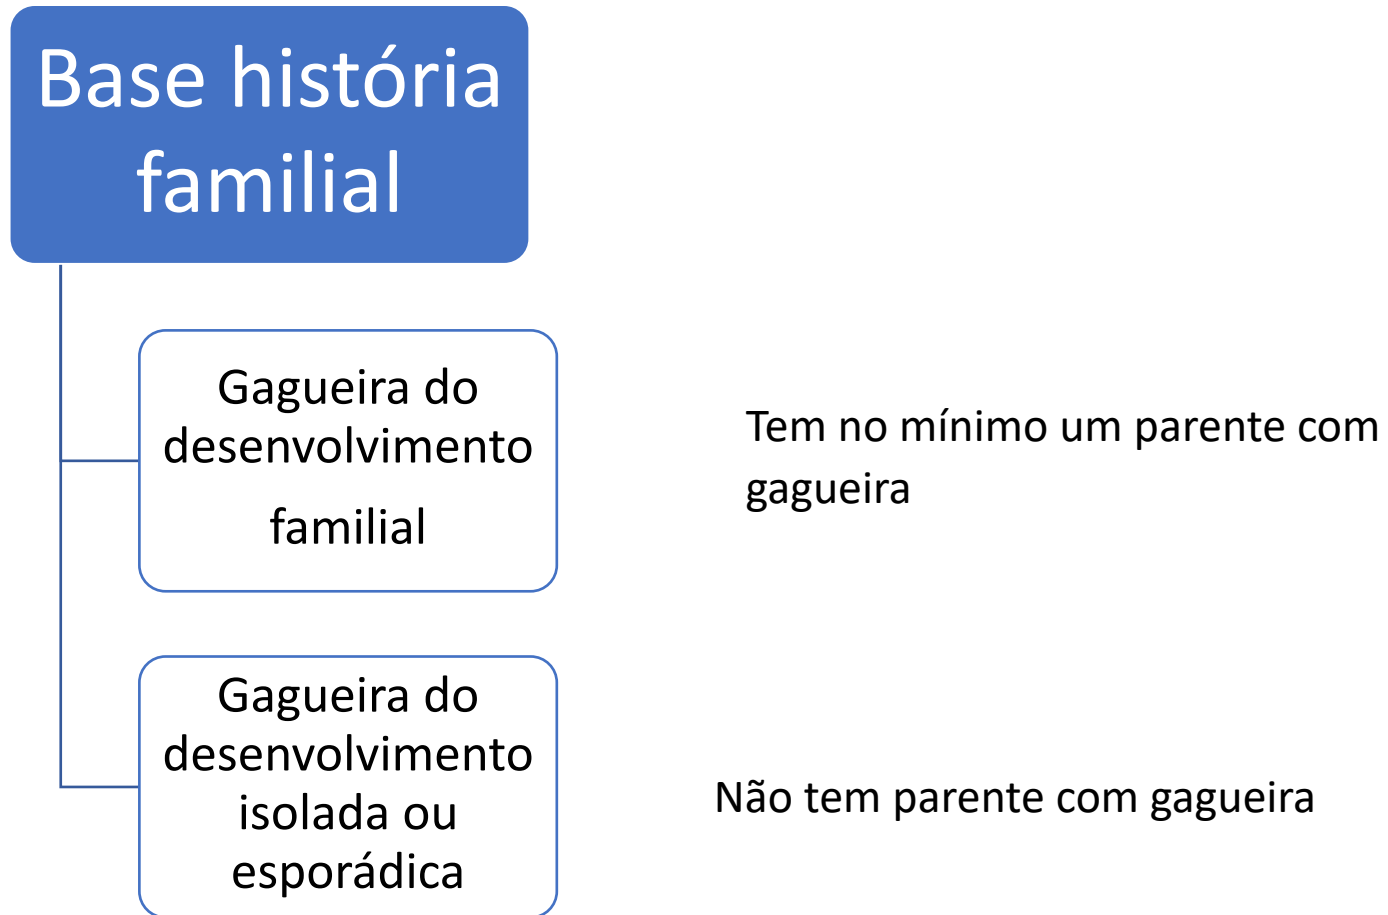 Base história
familial
Gagueira do
desenvolvimento
familial
Tem no mínimo um parente com
gagueira
Gagueira do
desenvolvimento
isolada ou
esporádica
Não tem parente com gagueira